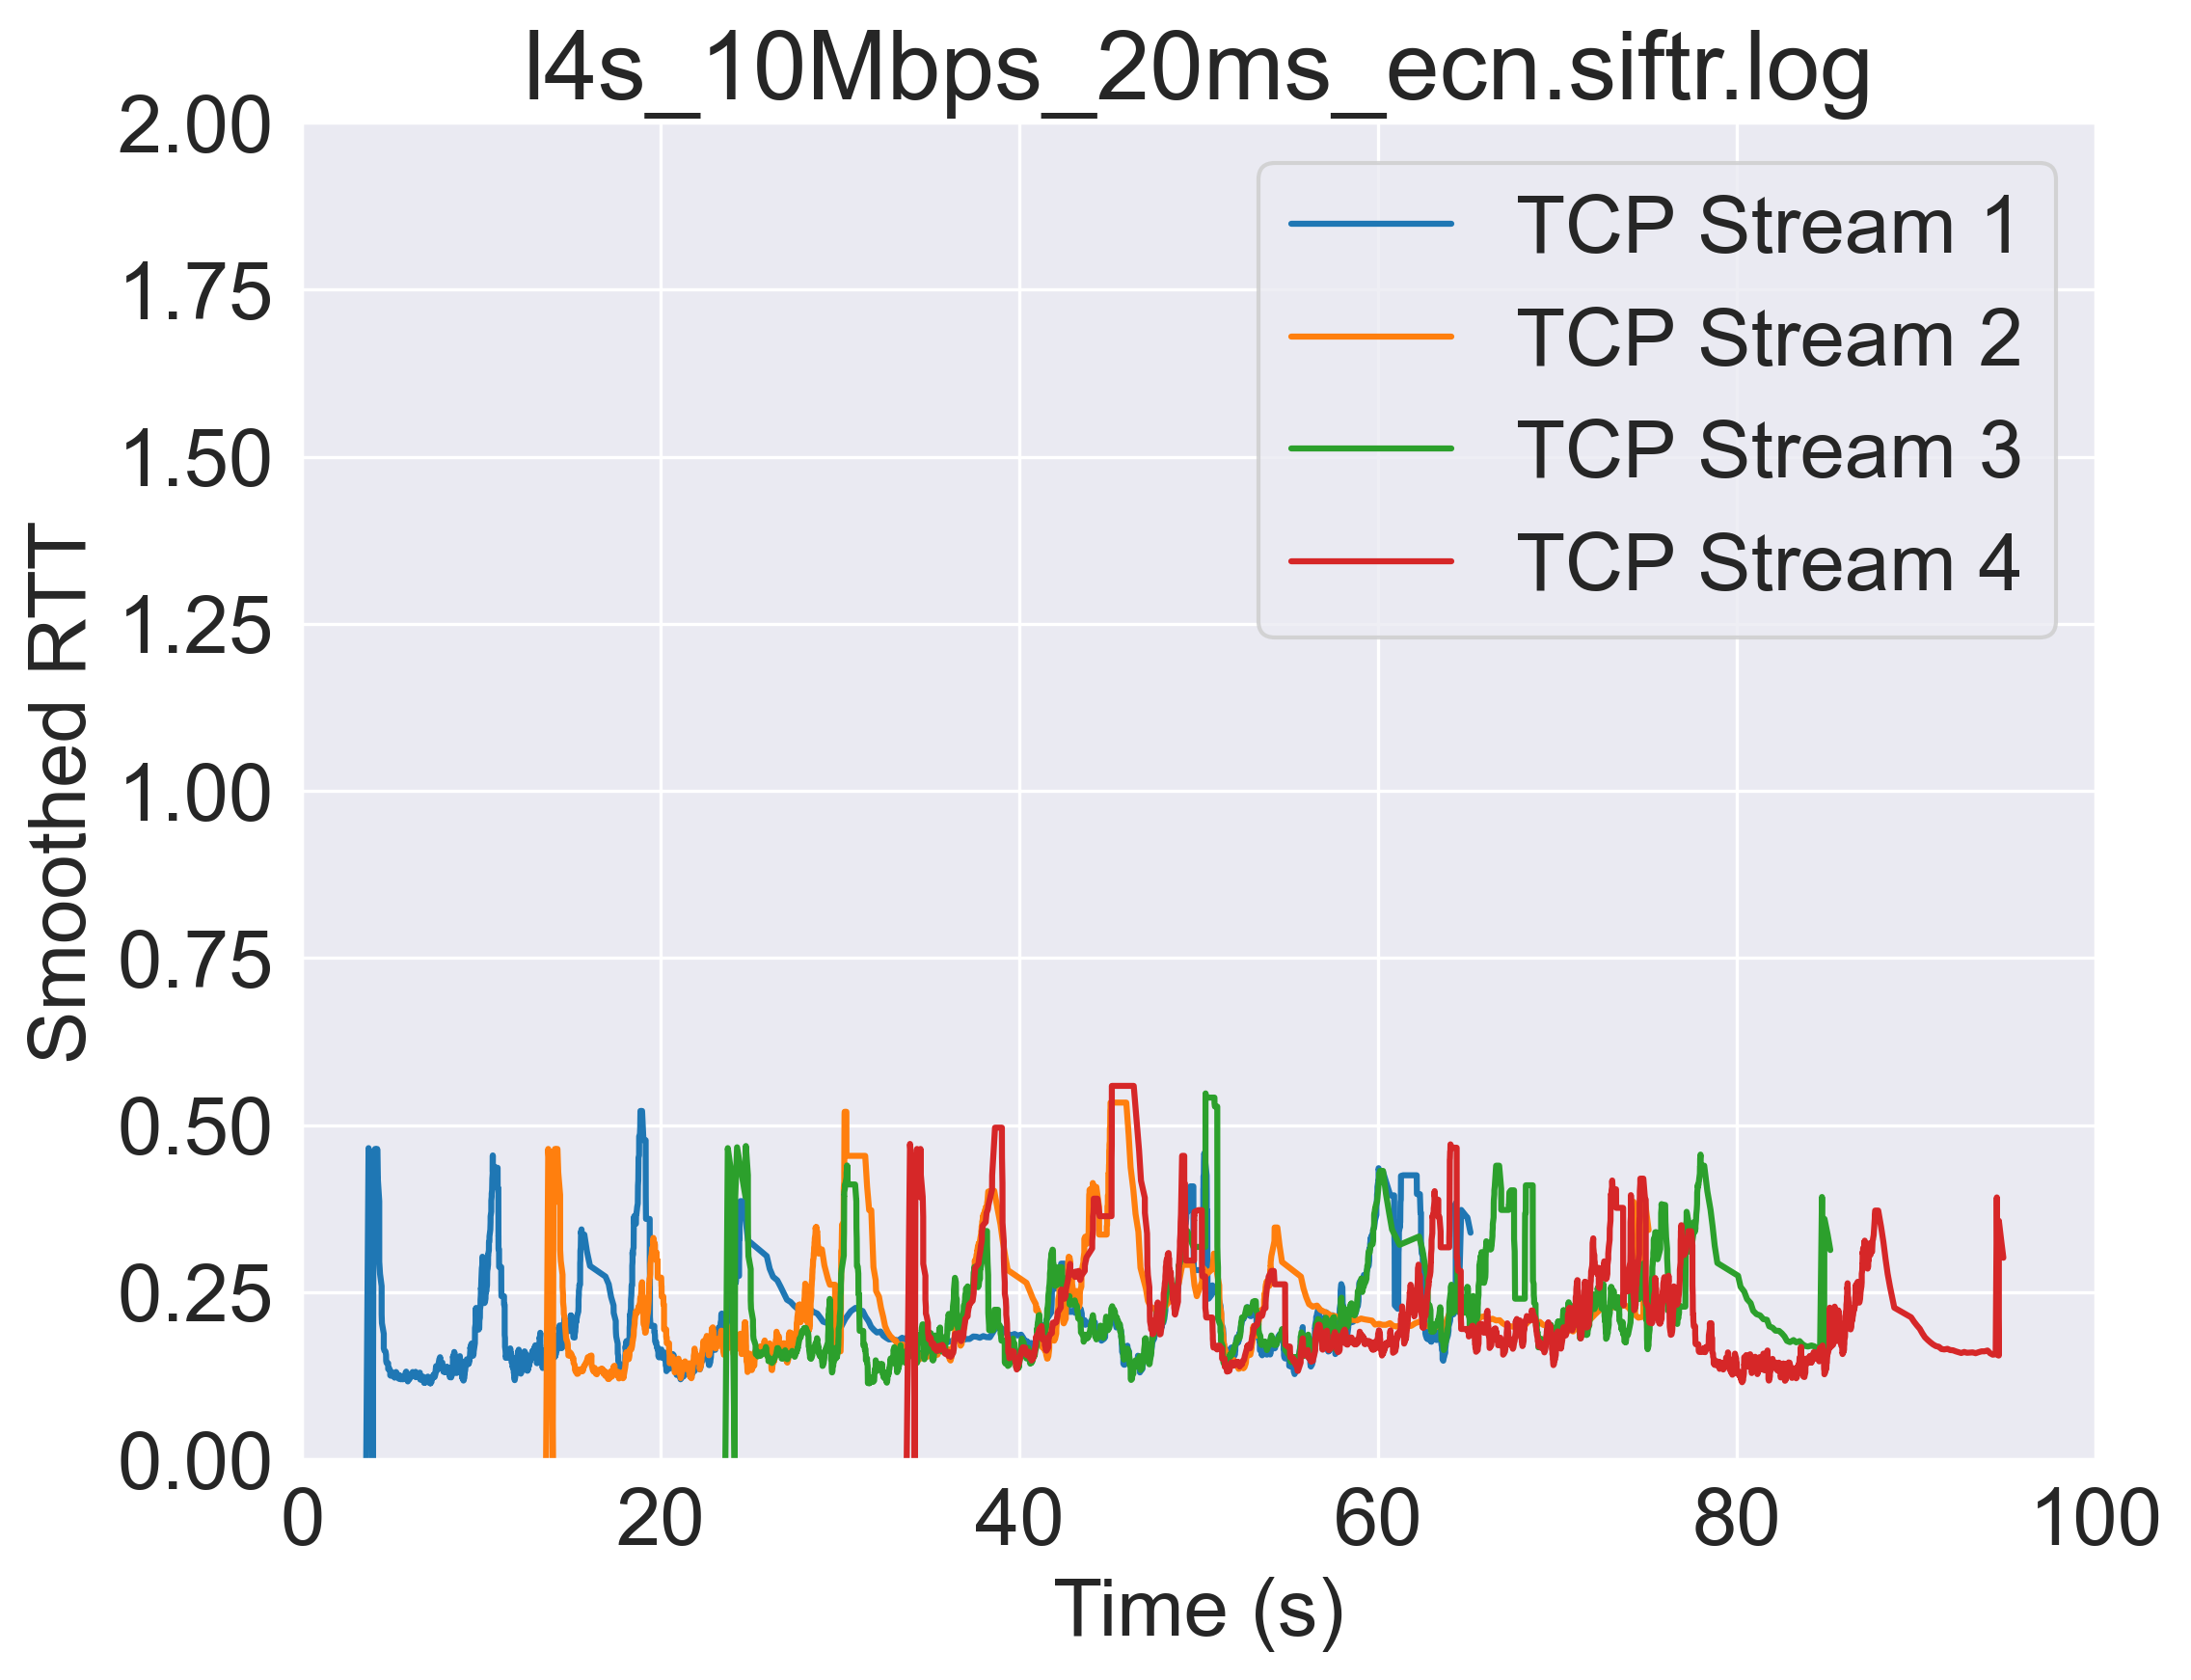 l4s_10Mbps_20ms_ecn.siftr.log
2.00
1.75
1.50
1.25
1.00
0.75
0.50
0.25
0.00
Smoothed RTT
TCP Stream 1
TCP Stream 2
TCP Stream 3
TCP Stream 4
0 20 40 60 80 100
Time (s)